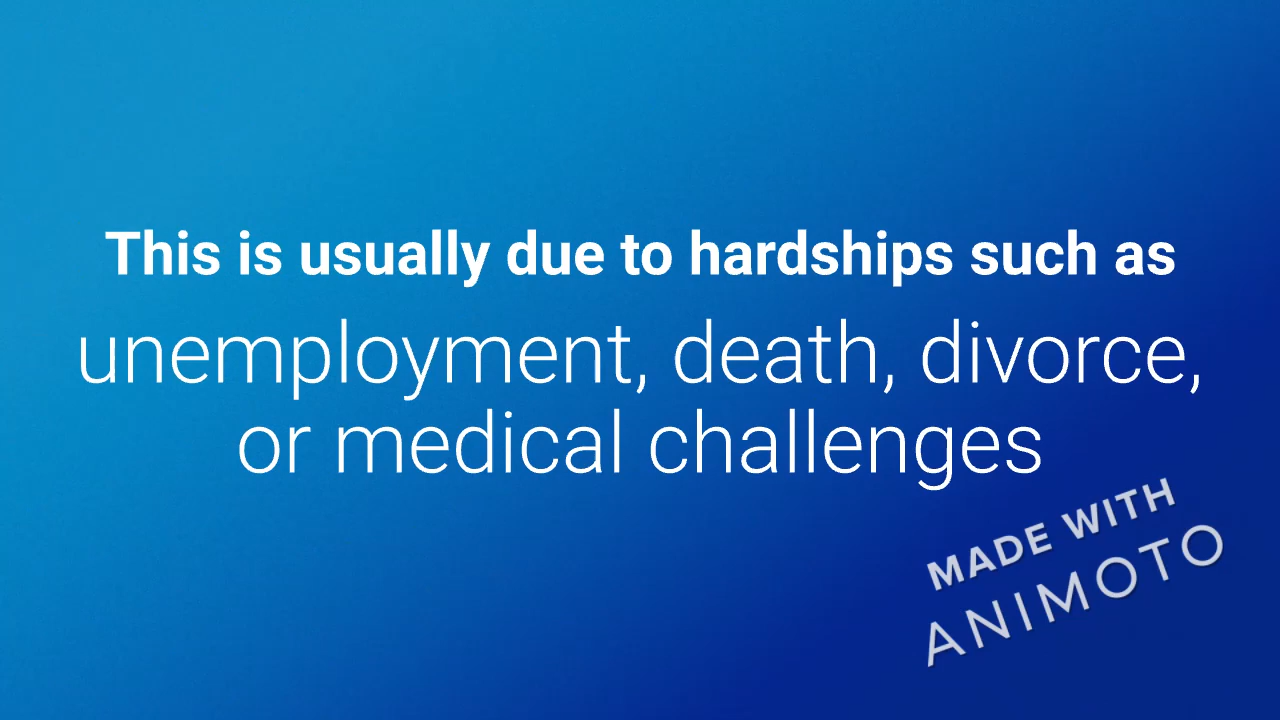 This is usually due to hardships such as
unemployment, death, divorce,
or medical challenges
MADE WITH
ANIMOTO